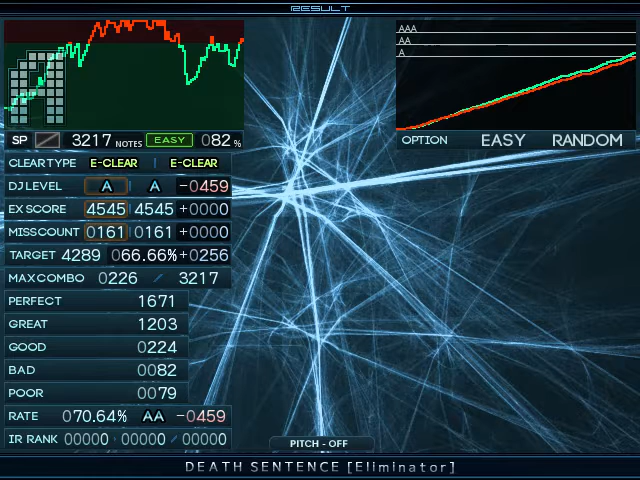 RESULT
AAA
AA
A
SP 3217 NOTES EASY 082 %
OPTION EASY RANDOM
CLEARTYPE E-CLEAR | E-CLEAR
DJ LEVEL A | A -0459
EX SCORE 4545 | 4545 +0000
MISSCOUNT 0161 | 0161 +0000
TARGET 4289 066.66% +0256
MAXCOMBO 0226 / 3217
PERFECT 1671
GREAT 1203
GOOD 0224
BAD 0082
POOR 0079
RATE 070.64% AA -0459
IR RANK 00000 · 00000 / 00000
PITCH - OFF
DEATH SENTENCE [Eliminator]